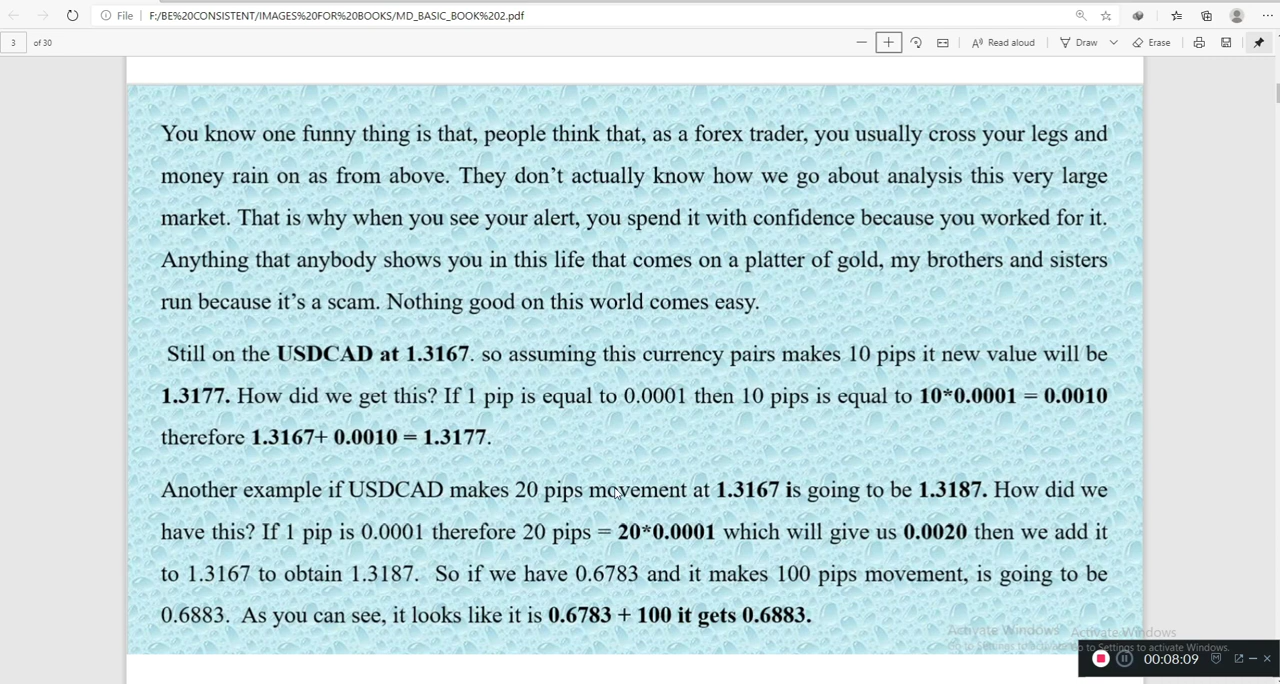 File F:/BE%20CONSISTENT/IMAGES%20FOR%20BOOKS/MD_BASIC_BOOK%202.pdf
3 of 30 Read aloud Draw Erase
You know one funny thing is that, people think that, as a forex trader, you usually cross your legs and
money rain on as from above. They don’t actually know how we go about analysis this very large
market. That is why when you see your alert, you spend it with confidence because you worked for it.
Anything that anybody shows you in this life that comes on a platter of gold, my brothers and sisters
run because it’s a scam. Nothing good on this world comes easy.
Still on the USDCAD at 1.3167. so assuming this currency pairs makes 10 pips it new value will be
1.3177. How did we get this? If 1 pip is equal to 0.0001 then 10 pips is equal to 10*0.0001 = 0.0010
therefore 1.3167+ 0.0010 = 1.3177.
Another example if USDCAD makes 20 pips movement at 1.3167 is going to be 1.3187. How did we
have this? If 1 pip is 0.0001 therefore 20 pips = 20*0.0001 which will give us 0.0020 then we add it
to 1.3167 to obtain 1.3187. So if we have 0.6783 and it makes 100 pips movement, is going to be
0.6883. As you can see, it looks like it is 0.6783 + 100 it gets 0.6883.
Activate Windows Activate Windows
Go to Settings to activate Windows.
00:08:09